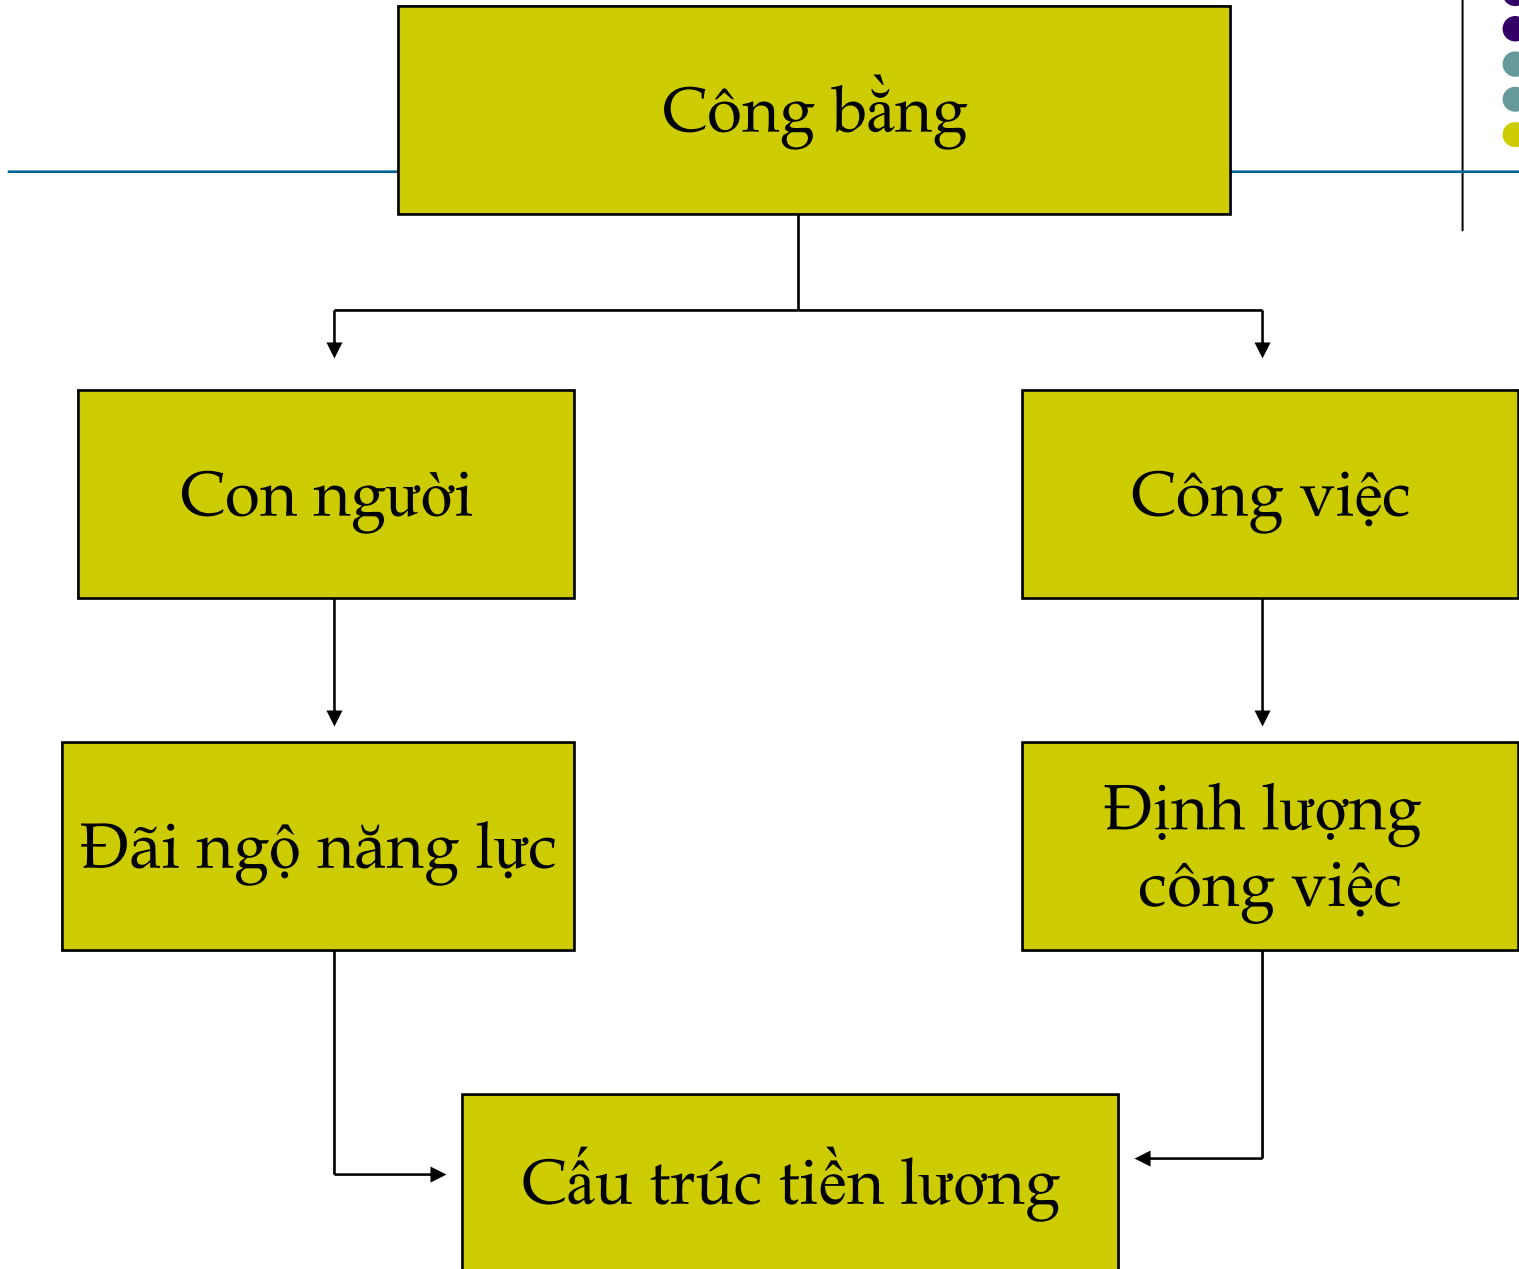 Công bằng
Con người
Công việc
Đãi ngộ năng lực
Định lượng
công việc
Cấu trúc tiền lương